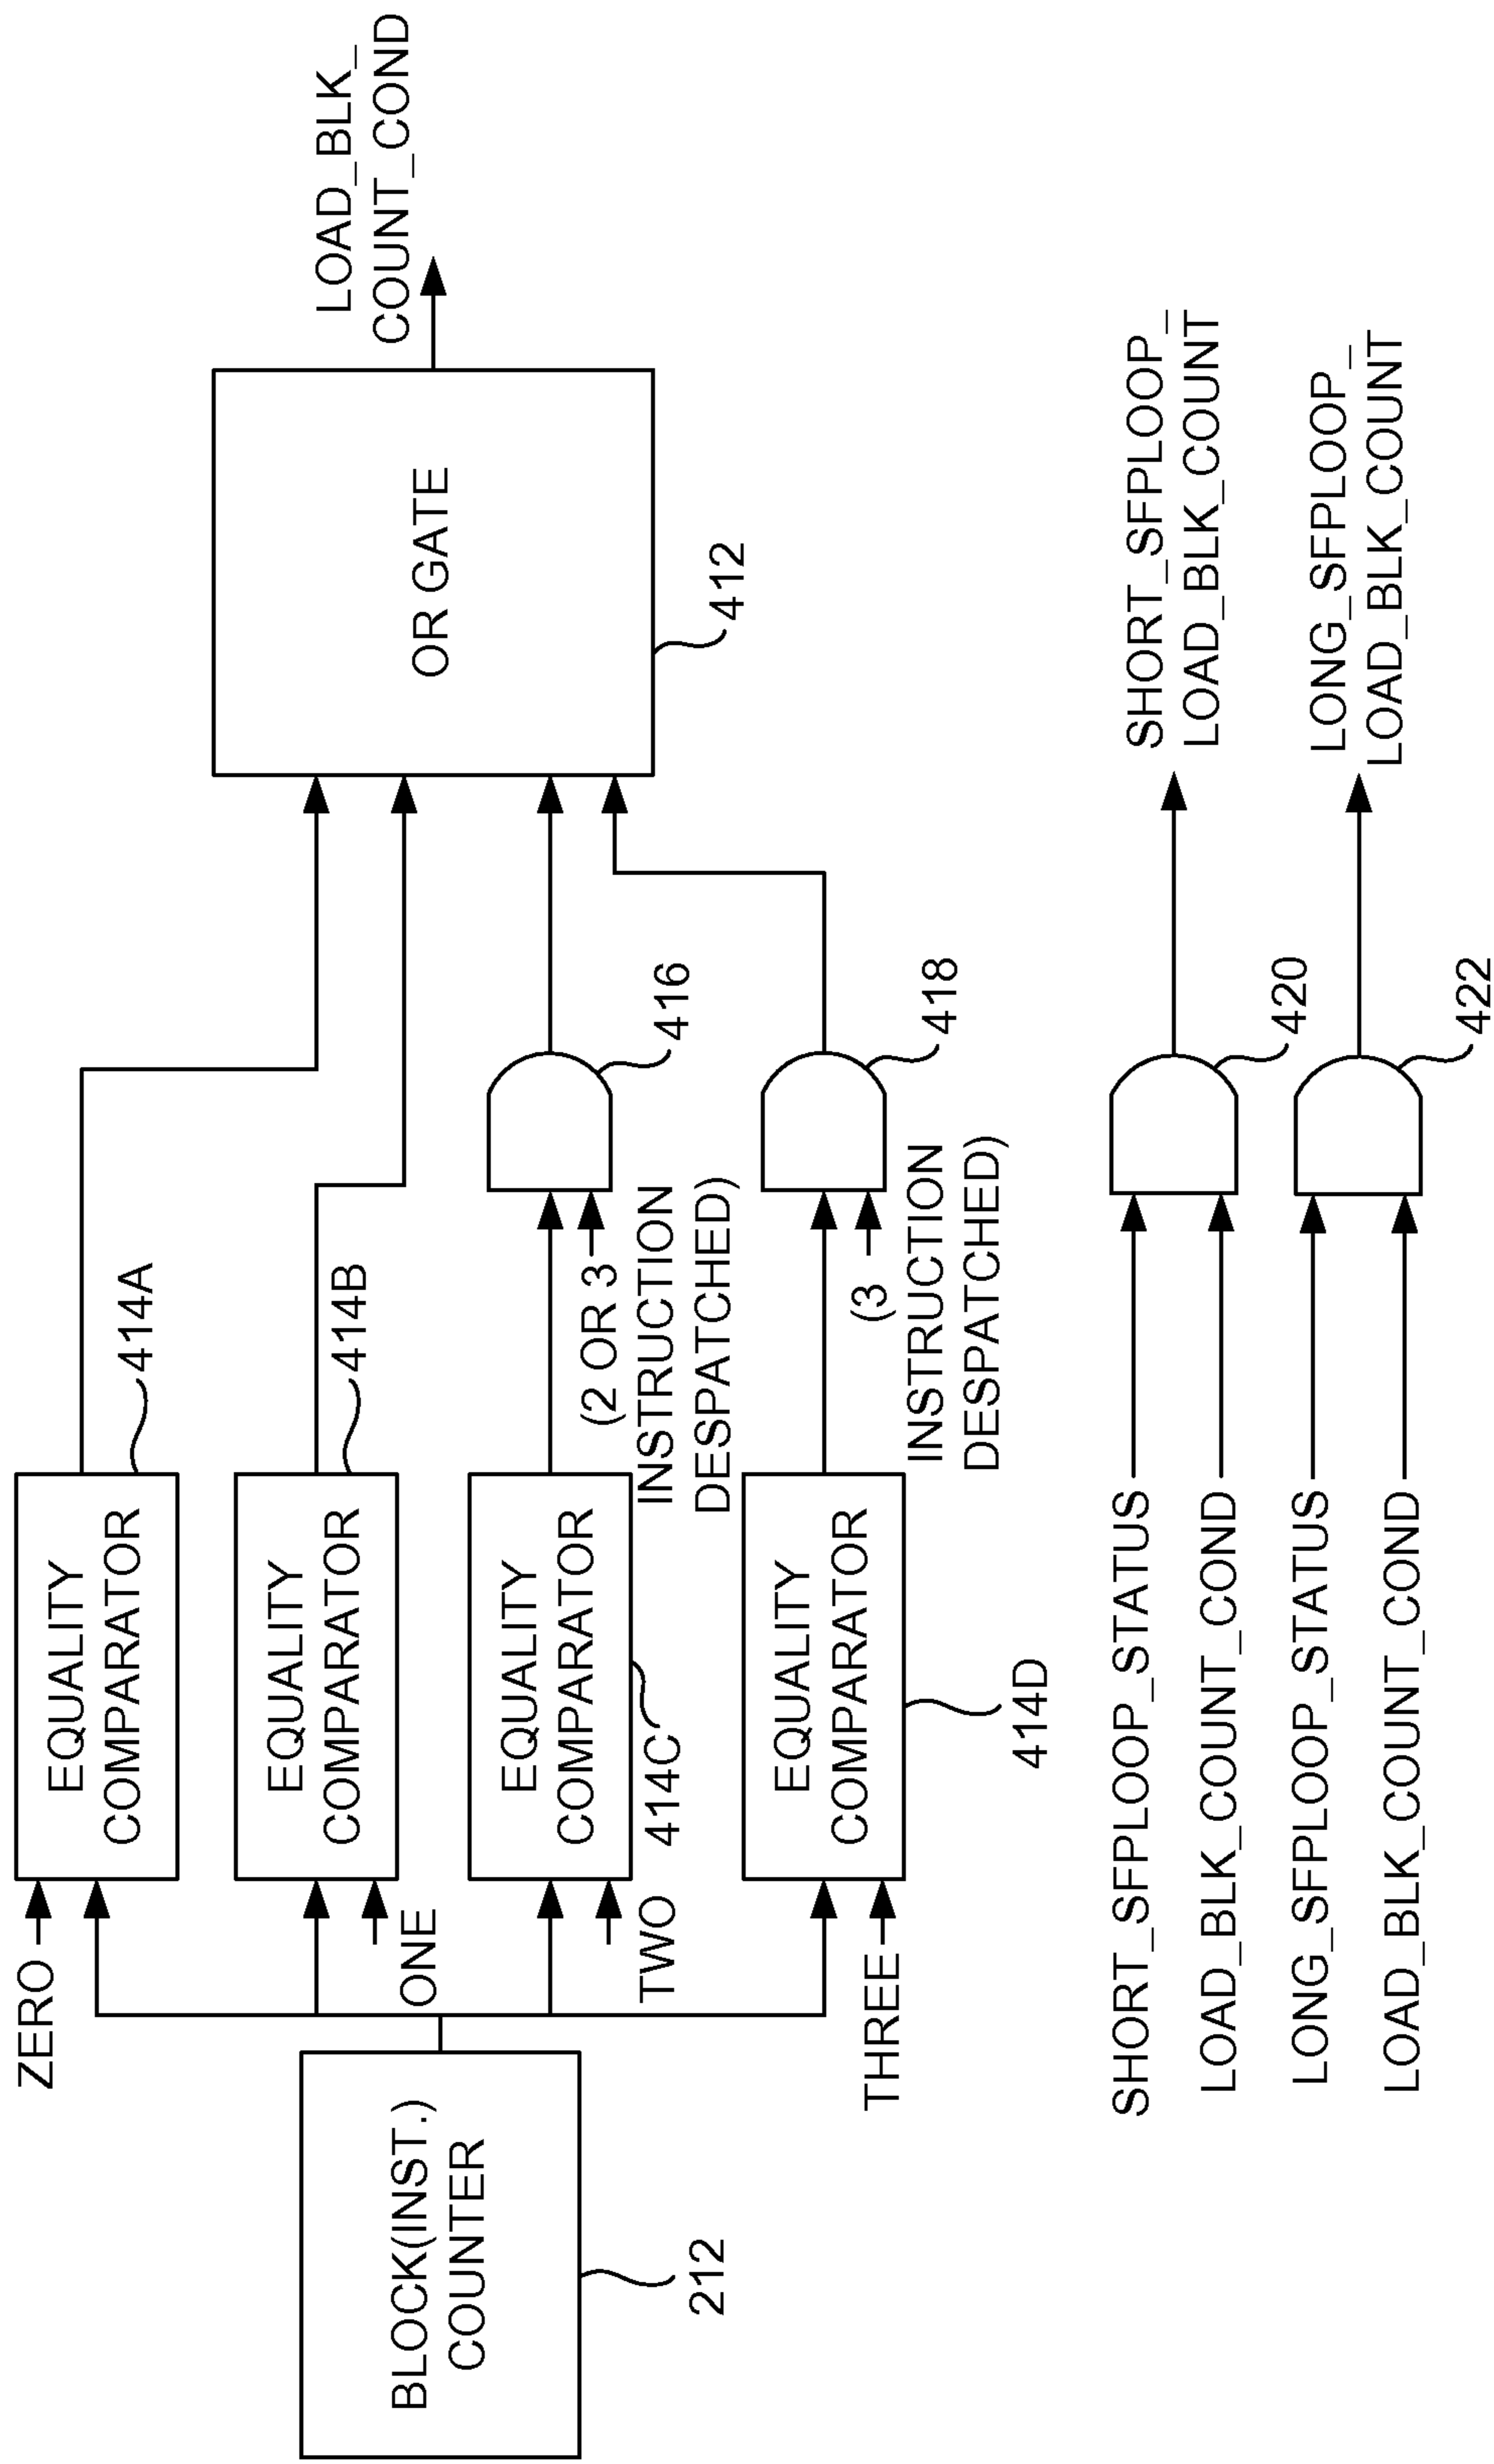 ZERO
EQUALITY
COMPARATOR
414A
LOAD_BLK_
COUNT_COND
BLOCK(INST.)
COUNTER
212
ONE
EQUALITY
COMPARATOR
414B
OR GATE
412
TWO
EQUALITY
COMPARATOR
414C
(2 OR 3
INSTRUCTION
DESPATCHED)
416
THREE
EQUALITY
COMPARATOR
414D
(3
INSTRUCTION
DESPATCHED)
418
SHORT_SFPLOOP_STATUS
LOAD_BLK_COUNT_COND
420
SHORT_SFPLOOP_
LOAD_BLK_COUNT
LONG_SFPLOOP_STATUS
LOAD_BLK_COUNT_COND
422
LONG_SFPLOOP_
LOAD_BLK_COUNT